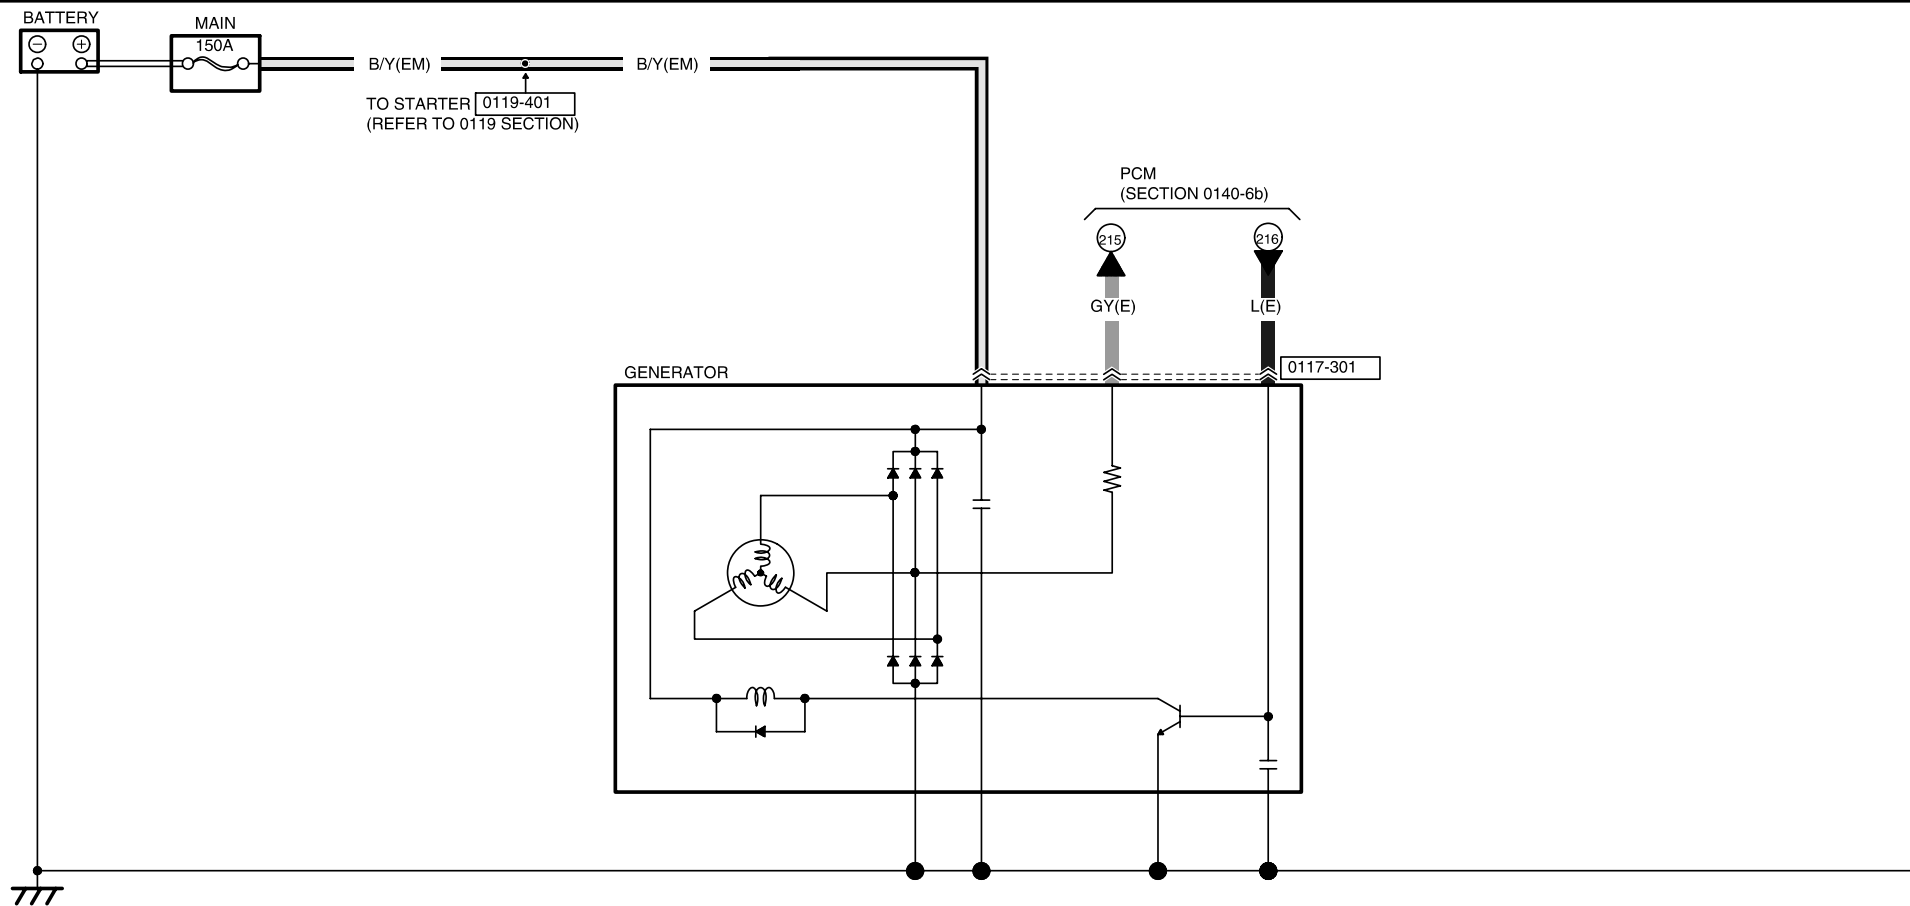 BATTERY
MAIN
150A
− +
B/Y(EM)
B/Y(EM)
TO STARTER 0119-401
(REFER TO 0119 SECTION)
PCM
(SECTION 0140-6b)
215
216
GY(E)
L(E)
0117-301
GENERATOR